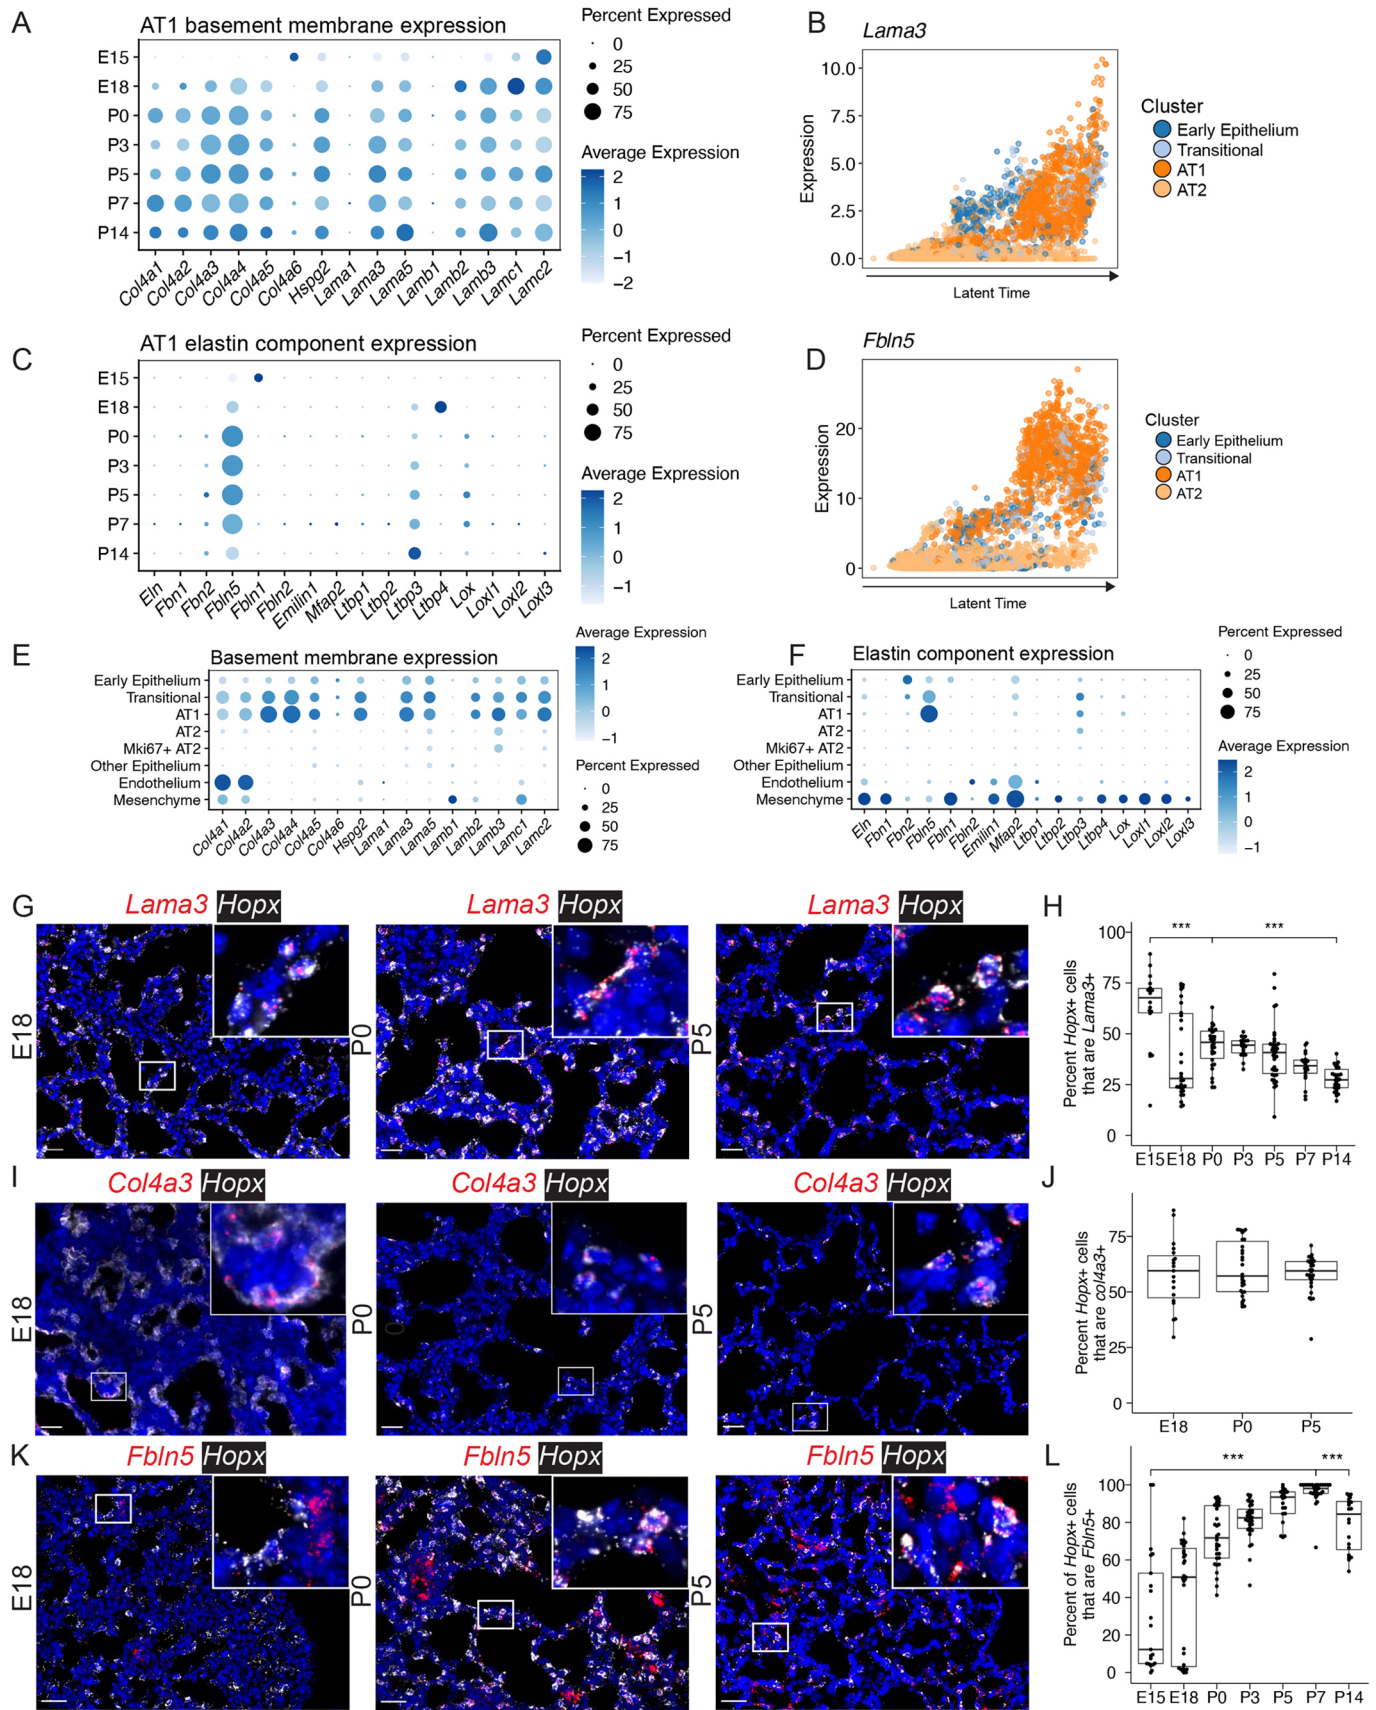 A
AT1 basement membrane expression
E15
E18
P0
P3
P5
P7
P14
Col4a1
Col4a2
Col4a3
Col4a4
Col4a5
Col4a6
Hspg2
Lama1
Lama3
Lama5
Lamb1
Lamb2
Lamb3
Lamc1
Lamc2
Percent Expressed
0
25
50
75
Average Expression
2
1
0
−1
−2
B
Lama3
10.0
7.5
5.0
2.5
0.0
Expression
Latent Time
Cluster
Early Epithelium
Transitional
AT1
AT2
C
AT1 elastin component expression
E15
E18
P0
P3
P5
P7
P14
Eln
Fbn1
Fbn2
Fbln5
Fbln1
Fbln2
Emilin1
Mfap2
Ltbp1
Ltbp2
Ltbp3
Ltbp4
Lox
Loxl1
Loxl2
Loxl3
Percent Expressed
0
25
50
75
Average Expression
2
1
0
−1
D
Fbln5
20
10
0
Expression
Latent Time
Cluster
Early Epithelium
Transitional
AT1
AT2
E
Basement membrane expression
Early Epithelium
Transitional
AT1
AT2
Mki67+ AT2
Other Epithelium
Endothelium
Mesenchyme
Col4a1
Col4a2
Col4a3
Col4a4
Col4a5
Col4a6
Hspg2
Lama1
Lama3
Lama5
Lamb1
Lamb2
Lamb3
Lamc1
Lamc2
Average Expression
2
1
0
−1
Percent Expressed
0
25
50
75
F
Elastin component expression
Early Epithelium
Transitional
AT1
AT2
Mki67+ AT2
Other Epithelium
Endothelium
Mesenchyme
Eln
Fbn1
Fbn2
Fbln5
Fbln1
Fbln2
Emilin1
Mfap2
Ltbp1
Ltbp2
Ltbp3
Ltbp4
Lox
Loxl1
Loxl2
Loxl3
Percent Expressed
0
25
50
75
Average Expression
2
1
0
−1
G
Lama3 Hopx
Lama3 Hopx
Lama3 Hopx
E18
P0
P5
H
Percent Hopx+ cells
that are Lama3+
100
75
50
25
0
*** ***
E15 E18 P0 P3 P5 P7 P14
I
Col4a3 Hopx
Col4a3 Hopx
Col4a3 Hopx
E18
P0
0
P5
J
Percent Hopx+ cells
that are col4a3+
75
50
25
0
E18 P0 P5
K
Fbln5 Hopx
Fbln5 Hopx
Fbln5 Hopx
E18
P0
P5
L
Percent of Hopx+ cells
that are Fbln5+
100
80
60
40
20
0
*** ***
E15 E18 P0 P3 P5 P7 P14